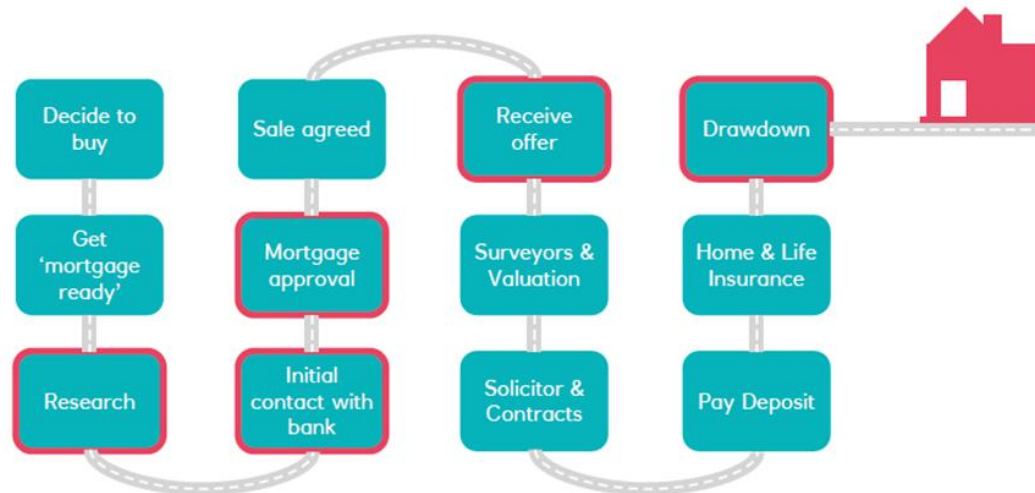 Decide to
buy
Get
‘mortgage
ready’
Research
Initial
contact with
bank
Mortgage
approval
Sale agreed
Receive
offer
Surveyors &
Valuation
Solicitor &
Contracts
Pay Deposit
Home & Life
Insurance
Drawdown